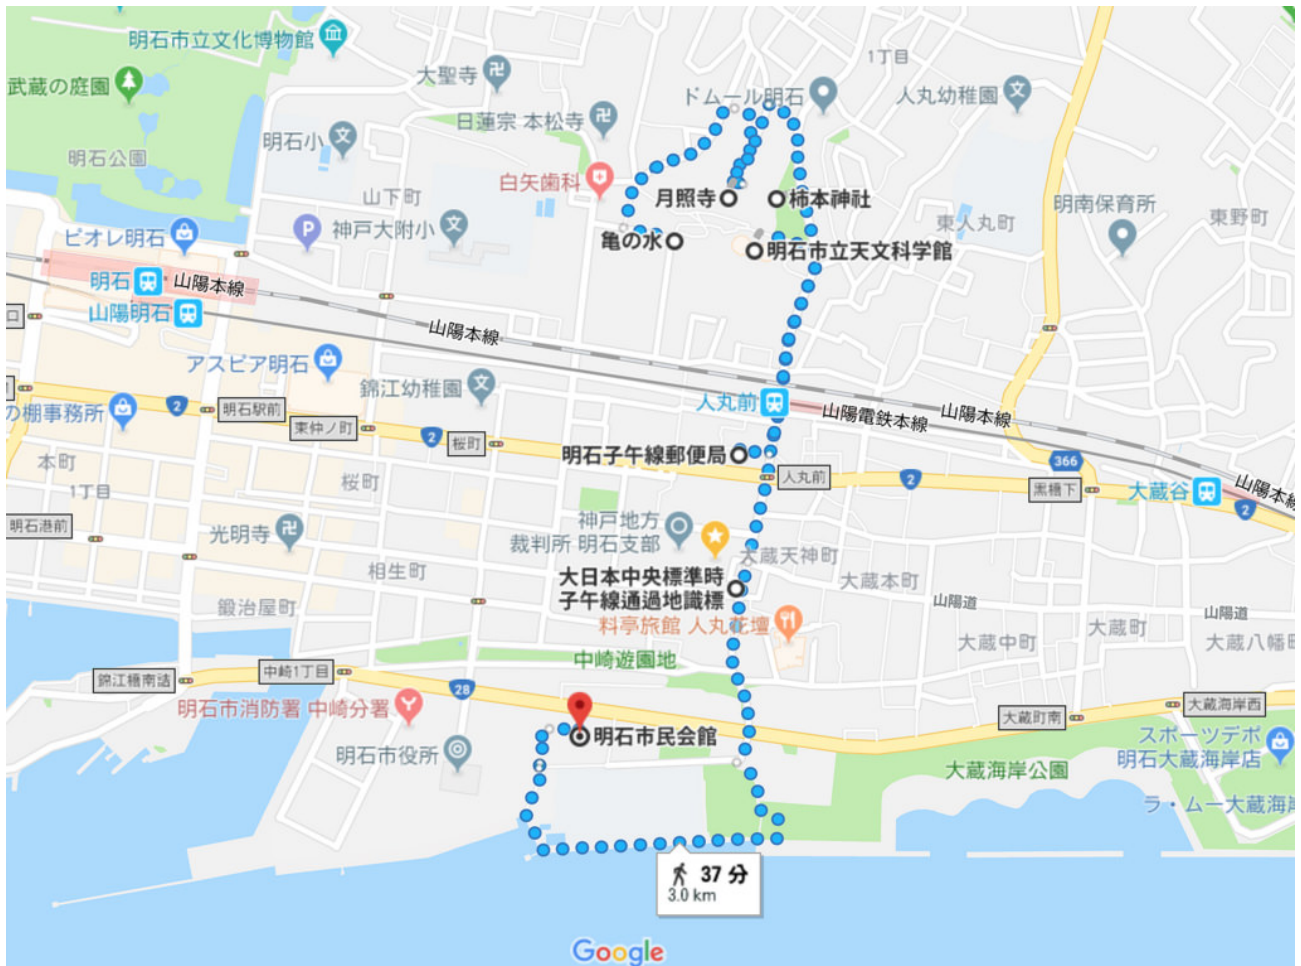 明石市立文化博物館
武蔵の庭園
明石公園
大聖寺
日蓮宗 本松寺
明石小
山下町
白矢歯科
神戸大附小
ドムール明石
1丁目
人丸幼稚園
月照寺
柿本神社
亀の水
明石市立天文科学館
東人丸町
明南保育所
東野町
P
ピオレ明石
明石
山陽明石
山陽本線
山陽本線
アスピア明石
錦江幼稚園
人丸前
山陽電鉄本線
山陽本線
口
の棚事務所
2
明石駅前
東仲ノ町
2
桜町
明石子午線郵便局
人丸前
2
366
黒橋下
大蔵谷
山陽本線
2
本町
1丁目
桜町
明石港前
光明寺
相生町
鍛冶屋町
神戸地方
裁判所 明石支部
大蔵天神町
大日本中央標準時
子午線通過地識標
大蔵本町
山陽道
山陽道
料亭旅館 人丸花壇
大蔵中町
大蔵町
大蔵八幡町
中崎遊園地
錦江橋南詰
中崎1丁目
28
明石市消防署 中崎分署
明石市役所
明石市民会館
大蔵町南
大蔵海岸西
大蔵海岸公園
スポーツデポ
明石大蔵海岸店
ラ・ムー大蔵海岸
37 分
3.0 km
Google